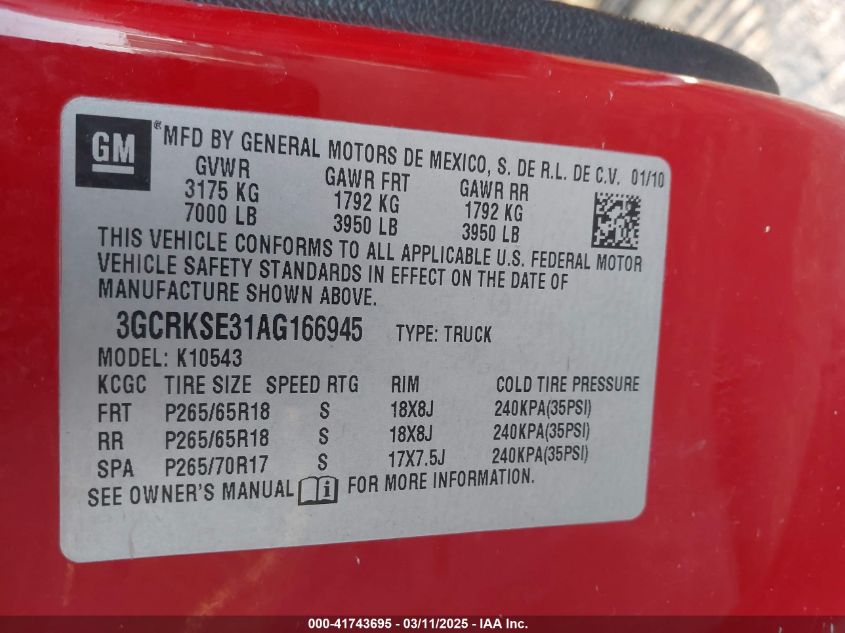 GM
®MFD BY GENERAL MOTORS DE MEXICO, S. DE R.L. DE C.V. 01/10
GVWR GAWR FRT GAWR RR
3175 KG 1792 KG 1792 KG
7000 LB 3950 LB 3950 LB
THIS VEHICLE CONFORMS TO ALL APPLICABLE U.S. FEDERAL MOTOR
VEHICLE SAFETY STANDARDS IN EFFECT ON THE DATE OF
MANUFACTURE SHOWN ABOVE.
3GCRKSE31AG166945 TYPE: TRUCK
MODEL: K10543
KCGC TIRE SIZE SPEED RTG RIM COLD TIRE PRESSURE
FRT P265/65R18 S 18X8J 240KPA(35PSI)
RR P265/65R18 S 18X8J 240KPA(35PSI)
SPA P265/70R17 S 17X7.5J 240KPA(35PSI)
SEE OWNER'S MANUAL i FOR MORE INFORMATION.
000-41743695 - 03/11/2025 - IAA Inc.